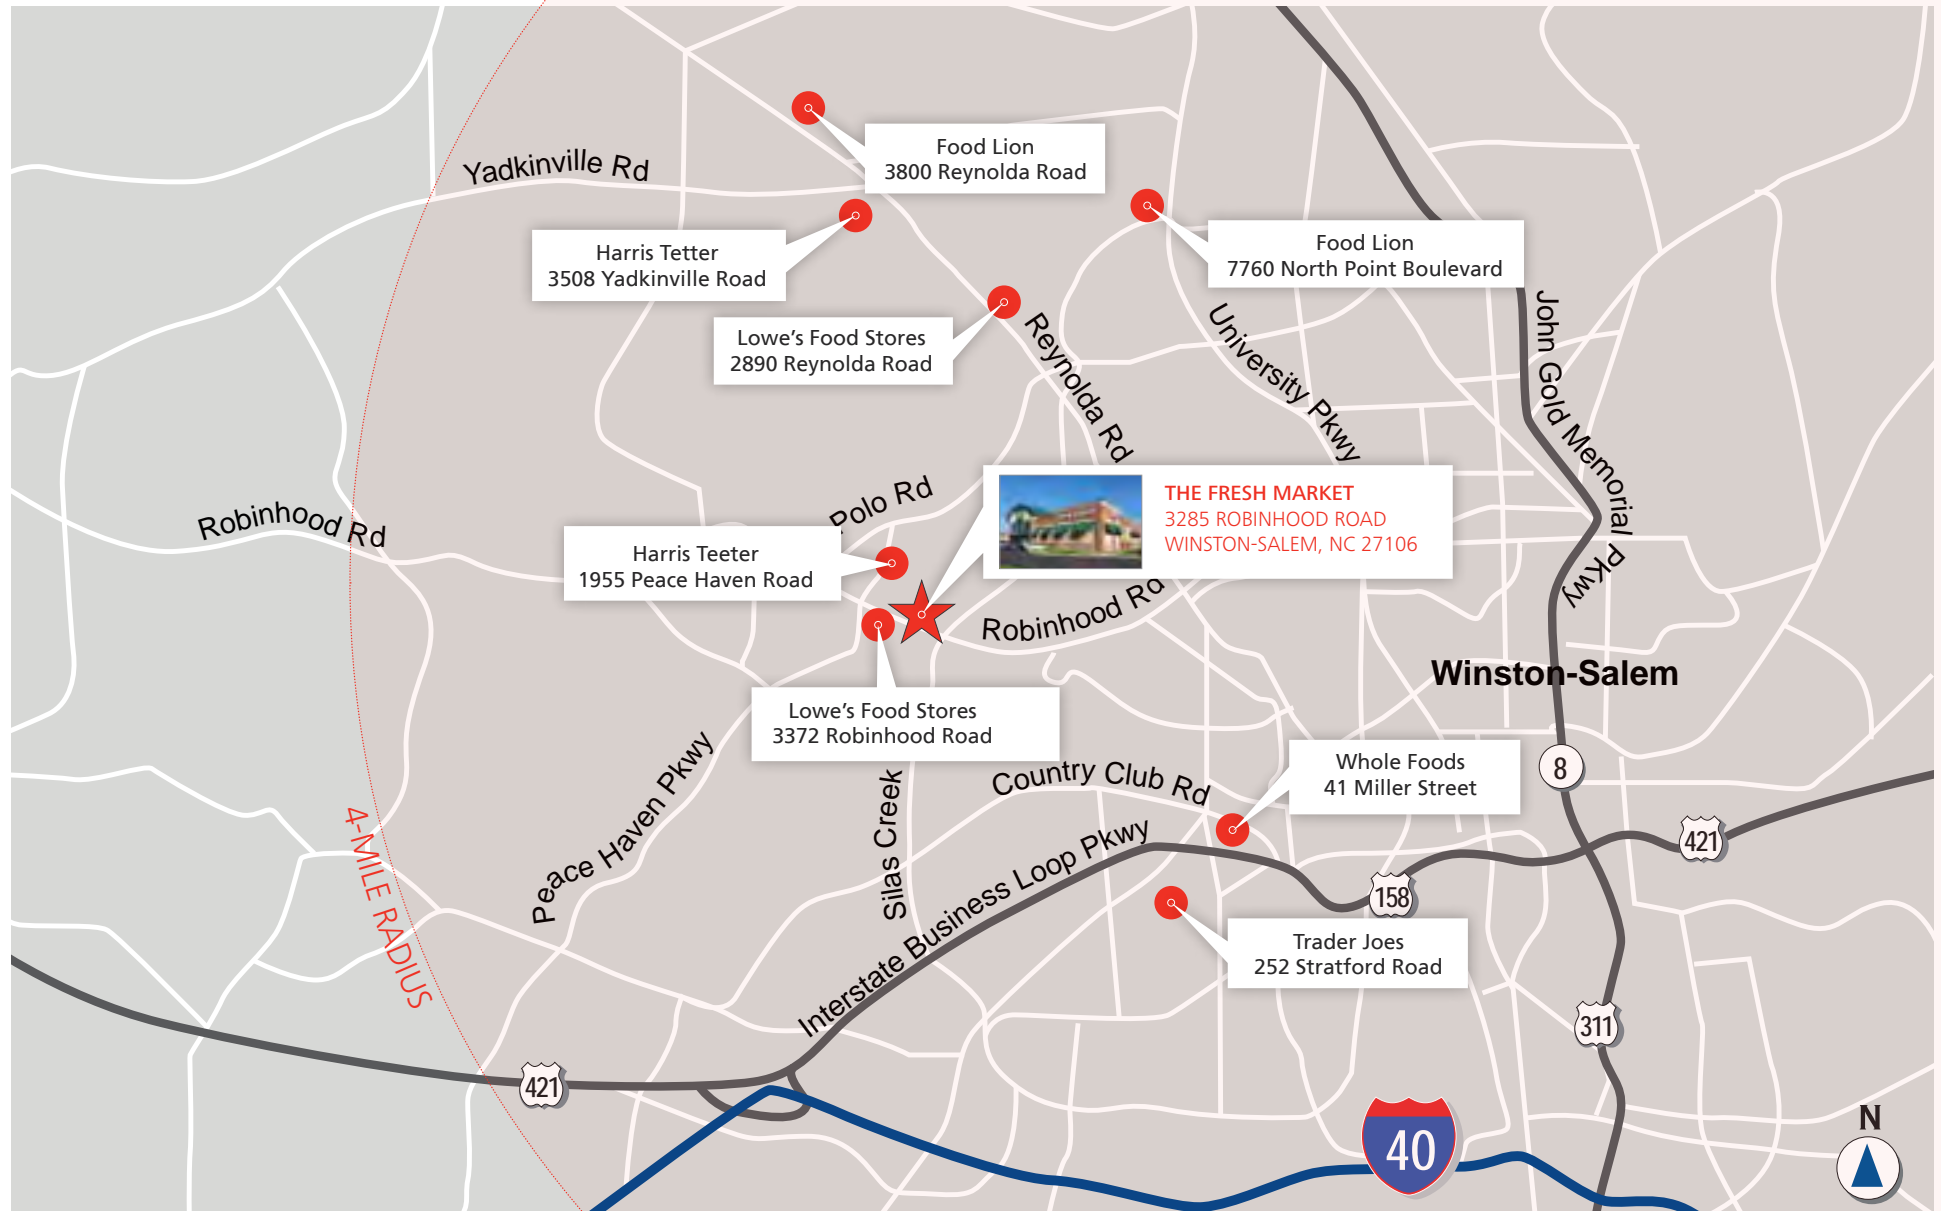 Food Lion
3800 Reynolda Road
Yadkinville Rd
Harris Tetter
3508 Yadkinville Road
Food Lion
7760 North Point Boulevard
Lowe's Food Stores
2890 Reynolda Road
Reynolda Rd
University Pkwy
John Gold Memorial Pkwy
THE FRESH MARKET
3285 ROBINHOOD ROAD
WINSTON-SALEM, NC 27106
Polo Rd
Robinhood Rd
Harris Teeter
1955 Peace Haven Road
Robinhood Rd
Winston-Salem
Lowe's Food Stores
3372 Robinhood Road
Peace Haven Pkwy
Silas Creek
Country Club Rd
Whole Foods
41 Miller Street
8
421
4-MILE RADIUS
Interstate Business Loop Pkwy
158
Trader Joes
252 Stratford Road
311
421
40
N